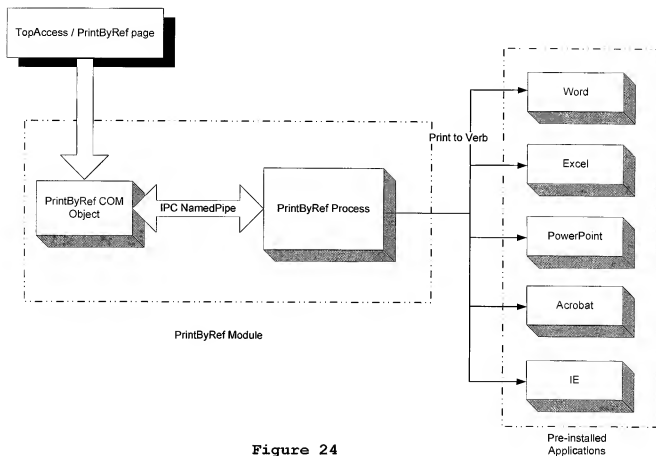 TopAccess / PrintByRef page
Print to Verb
Word
Excel
PrintByRef COM
Object
IPC NamedPipe
PrintByRef Process
PowerPoint
Acrobat
IE
PrintByRef Module
Pre-installed
Applications
Figure 24